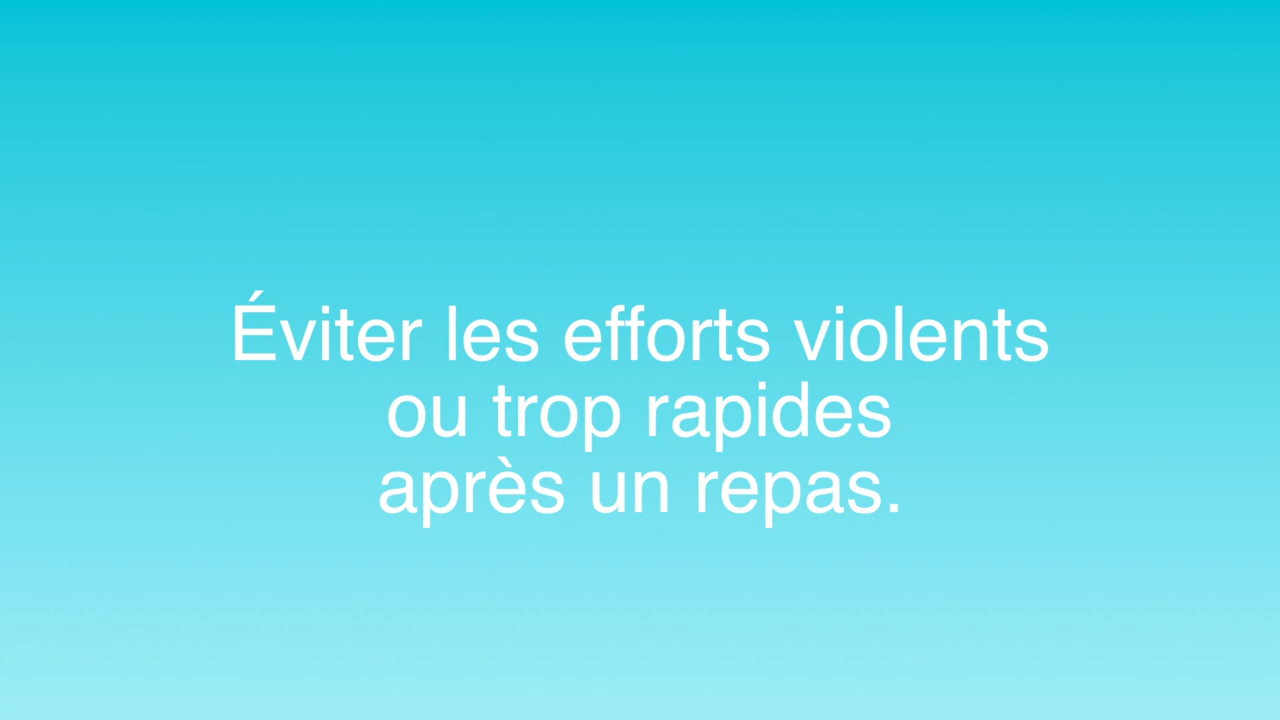 Éviter les efforts violents
ou trop rapides
après un repas.